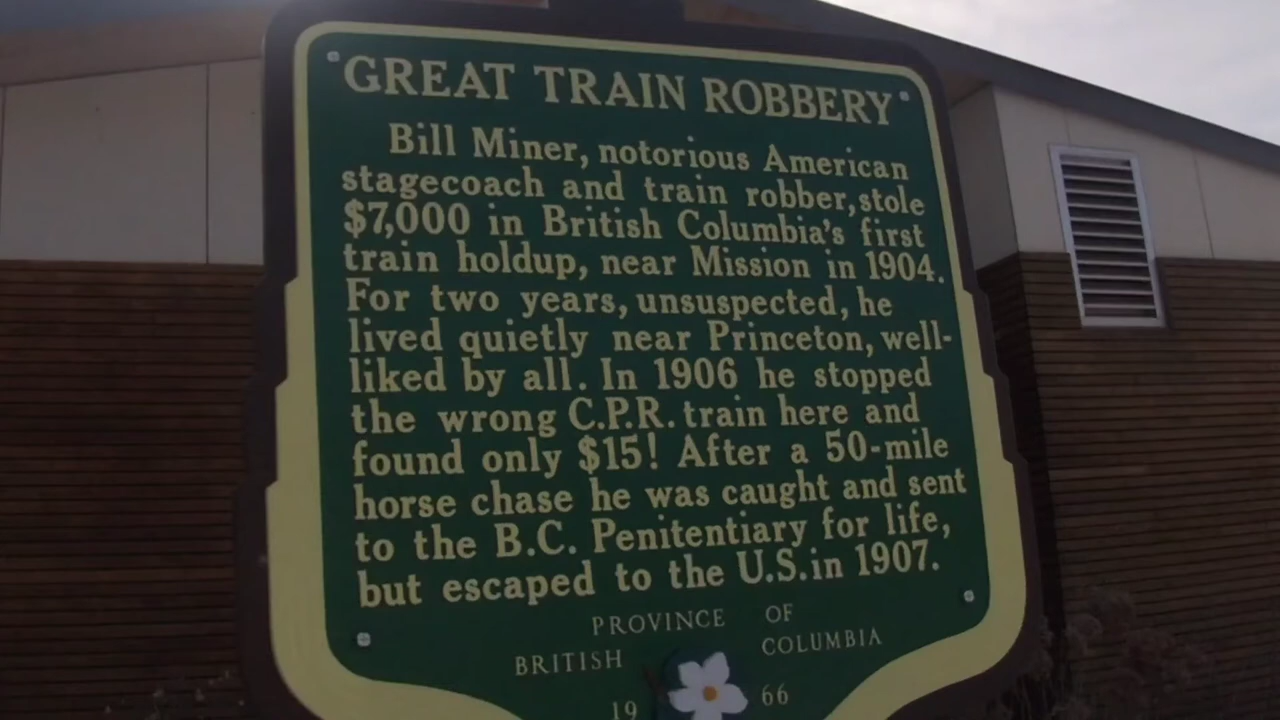 GREAT TRAIN ROBBERY
Bill Miner, notorious American
stagecoach and train robber, stole
$7,000 in British Columbia's first
train holdup, near Mission in 1904.
For two years, unsuspected, he
lived quietly near Princeton, well-
liked by all. In 1906 he stopped
the wrong C.P.R. train here and
found only $15! After a 50-mile
horse chase he was caught and sent
to the B.C. Penitentiary for life,
but escaped to the U.S. in 1907.
PROVINCE OF
BRITISH COLUMBIA
19 66